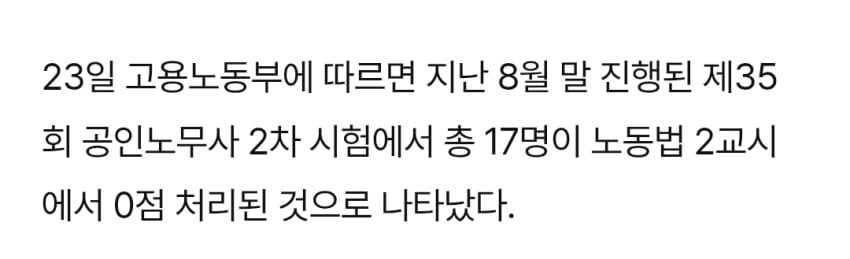 23일 고용노동부에 따르면 지난 8월 말 진행된 제35
회 공인노무사 2차 시험에서 총 17명이 노동법 2교시
에서 0점 처리된 것으로 나타났다.